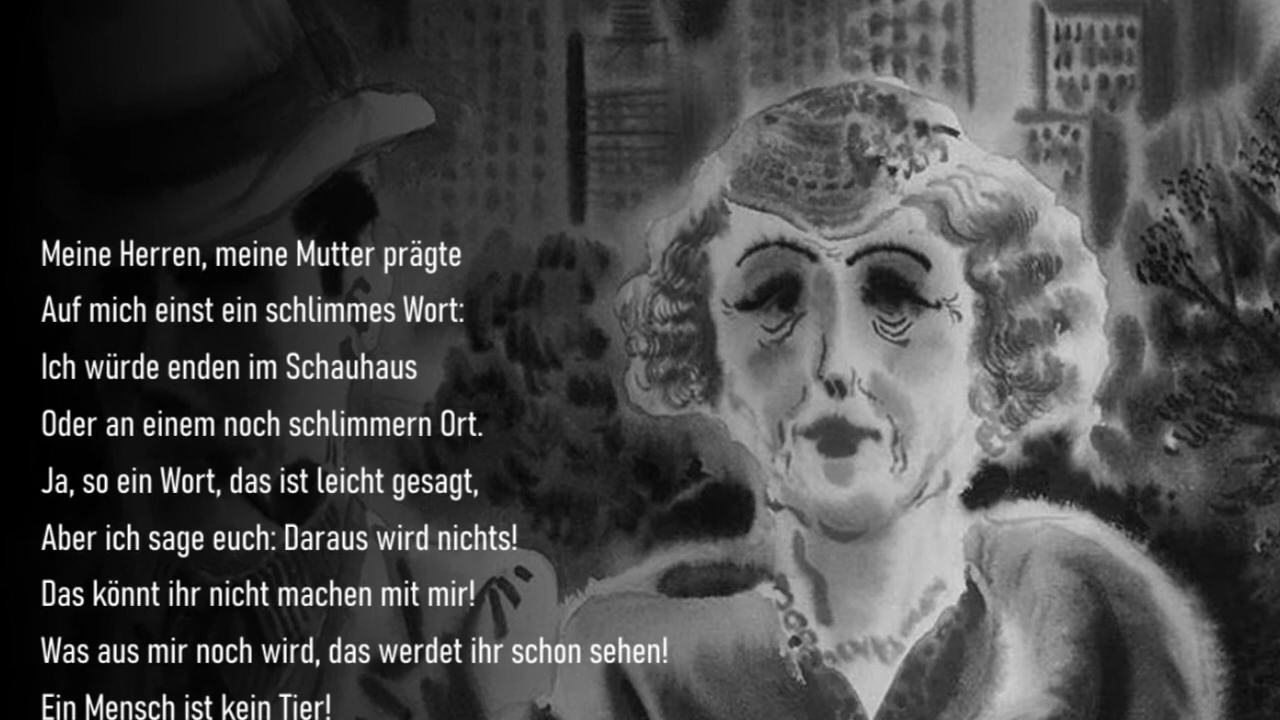 Meine Herren, meine Mutter prägte
Auf mich einst ein schlimmes Wort:
Ich würde enden im Schauhaus
Oder an einem noch schlimmern Ort.
Ja, so ein Wort, das ist leicht gesagt,
Aber ich sage euch: Daraus wird nichts!
Das könnt ihr nicht machen mit mir!
Was aus mir noch wird, das werdet ihr schon sehen!
Ein Mensch ist kein Tier!